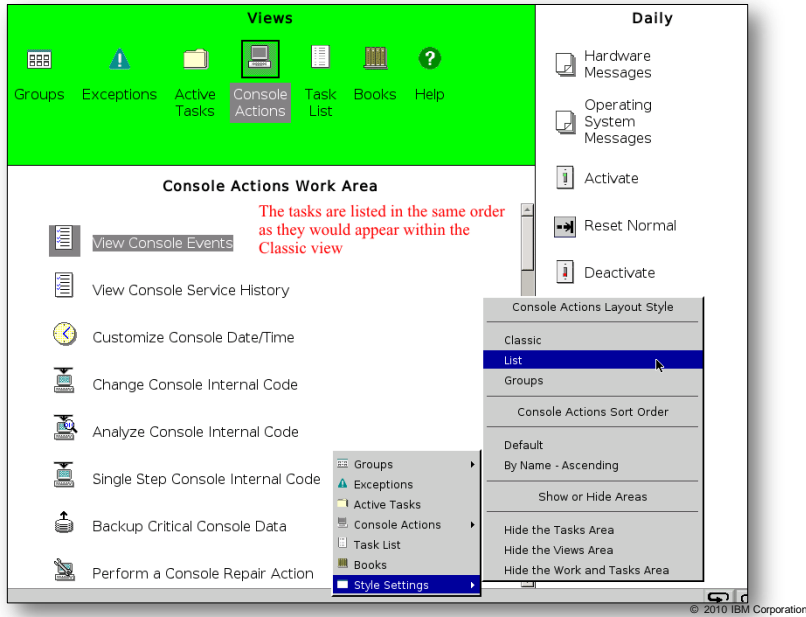 Views
Groups
Exceptions
Active
Tasks
Console
Actions
Task
List
Books
Help
Daily
Hardware
Messages
Operating
System
Messages
Activate
Reset Normal
Deactivate
Console Actions Work Area
The tasks are listed in the same order
as they would appear within the
Classic view
View Console Events
View Console Service History
Customize Console Date/Time
Change Console Internal Code
Analyze Console Internal Code
Single Step Console Internal Code
Backup Critical Console Data
Perform a Console Repair Action
Groups
Exceptions
Active Tasks
Console Actions
Task List
Books
Style Settings
Console Actions Layout Style
Classic
List
Groups
Console Actions Sort Order
Default
By Name - Ascending
Show or Hide Areas
Hide the Tasks Area
Hide the Views Area
Hide the Work and Tasks Area
© 2010 IBM Corporation